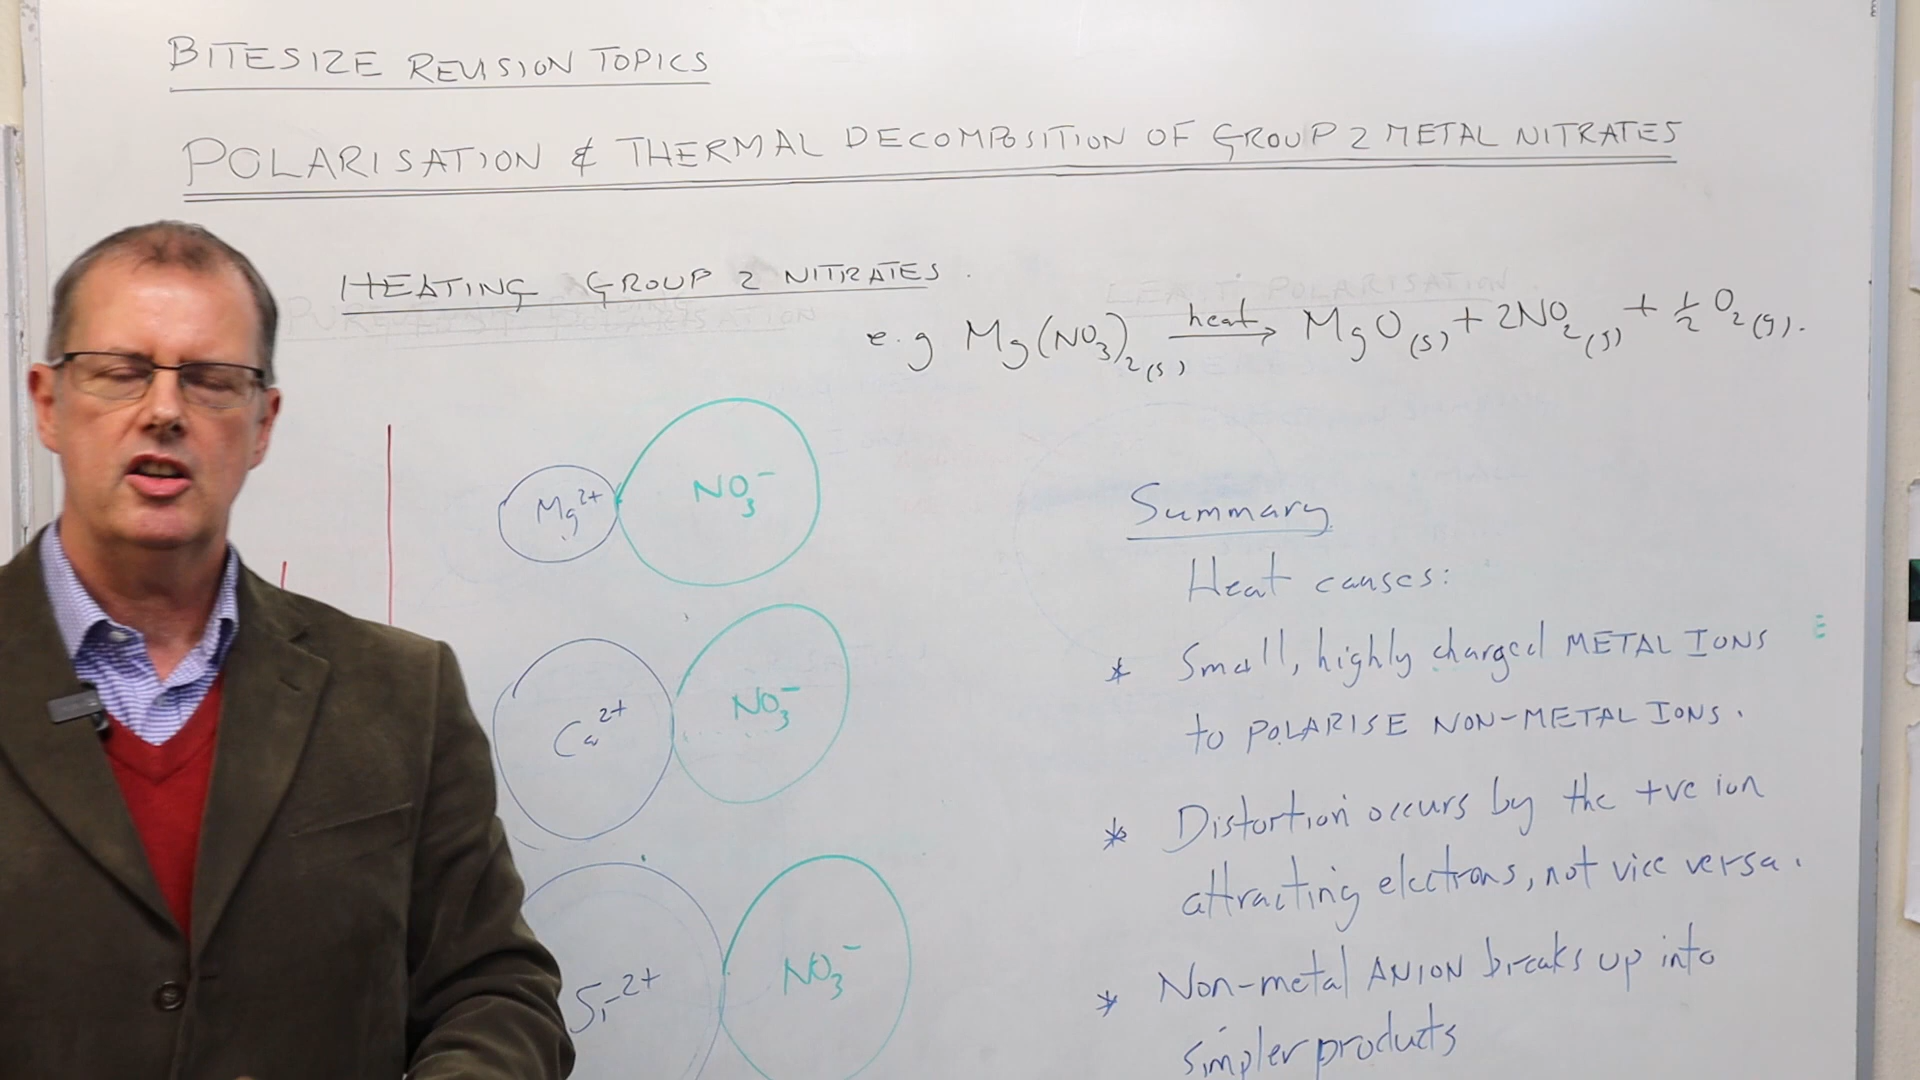 BITESIZE REVISION TOPICS
POLARISATION & THERMAL DECOMPOSITION OF GROUP 2 METAL NITRATES
HEATING GROUP 2 NITRATES.
e.g Mg(NO₃)₂(s) heat→ MgO(s) + 2NO₂(g) + ½ O₂(g).
Mg²⁺ NO₃⁻
Ca²⁺ NO₃⁻
Sr²⁺ NO₃⁻
Summary
Heat causes:
* Small, highly charged METAL IONS
to POLARISE NON-METAL IONS.
* Distortion occurs by the +ve ion
attracting electrons, not vice versa.
* Non-metal ANION breaks up into
simpler products